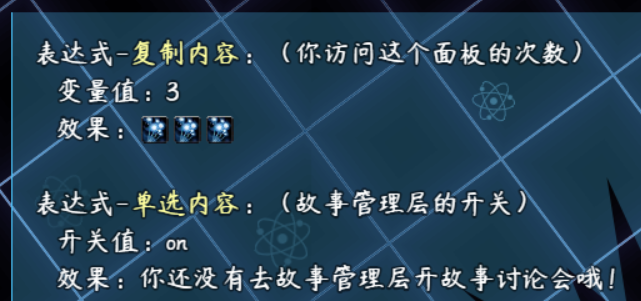 表达式-复制内容：（你访问这个面板的次数）
变量值：3
效果：
表达式-单选内容：（故事管理层的开关）
开关值：on
效果：你还没有去故事管理层开故事讨论会哦！